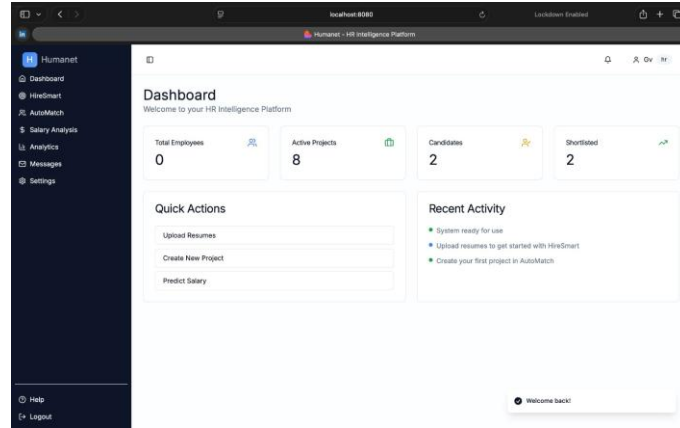 localhost:8080
Lockdown Enabled
in
Humanet - HR Intelligence Platform
H Humanet
Gv hr
Dashboard
HireSmart
AutoMatch
Salary Analysis
Analytics
Messages
Settings
Dashboard
Welcome to your HR Intelligence Platform
Total Employees
0
Active Projects
8
Candidates
2
Shortlisted
2
Quick Actions
Upload Resumes
Create New Project
Predict Salary
Recent Activity
System ready for use
Upload resumes to get started with HireSmart
Create your first project in AutoMatch
Help
Logout
Welcome back!